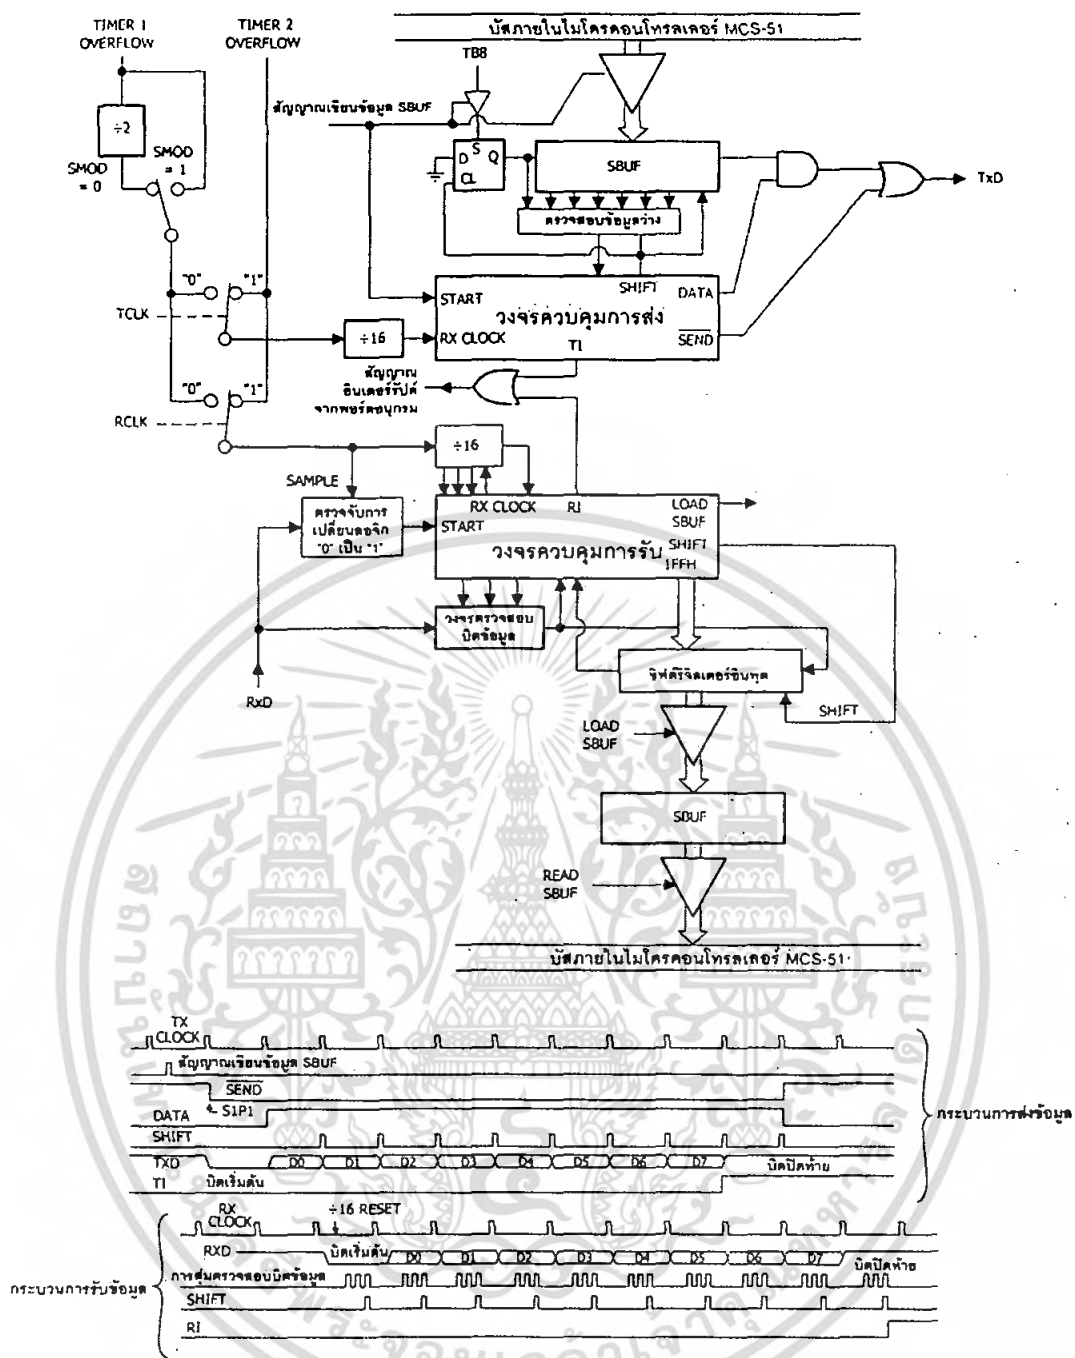 TIMER 1
OVERFLOW
TIMER 2
OVERFLOW
บัสภายในไมโครคอนโทรลเลอร์ MCS-51
TB8
สัญญาณเขียนข้อมูล SBUF
÷2
SMOD
= 0
SMOD
= 1
D S Q
CL
SBUF
TxD
ตรวจสอบข้อมูลว่าง
"0" "1"
TCLK
÷16
START
SHIFT
DATA
วงจรควบคุมการส่ง
RX CLOCK
TI
SEND
สัญญาณ
อินเตอร์รัปต์
จากพอร์ตอนุกรม
"0" "1"
RCLK
÷16
SAMPLE
ตรวจจับการ
เปลี่ยนลอจิก
"0" เป็น "1"
RX CLOCK
RI
LOAD
SBUF
START
วงจรควบคุมการรับ
SHIFT
1FFH
วงจรตรวจสอบ
บิตข้อมูล
ชิฟต์รีจิสเตอร์อินพุต
RxD
SHIFT
LOAD
SBUF
SBUF
READ
SBUF
บัสภายในไมโครคอนโทรลเลอร์ MCS-51
TX
CLOCK
สัญญาณเขียนข้อมูล SBUF
SEND
S1P1
DATA
SHIFT
TXD
D0 D1 D2 D3 D4 D5 D6 D7
บิตปิดท้าย
TI
บิตเริ่มต้น
กระบวนการส่งข้อมูล
RX
CLOCK
÷16 RESET
RXD
บิตเริ่มต้น
D0 D1 D2 D3 D4 D5 D6 D7
บิตปิดท้าย
การสุ่มตรวจสอบบิตข้อมูล
SHIFT
RI
กระบวนการรับข้อมูล